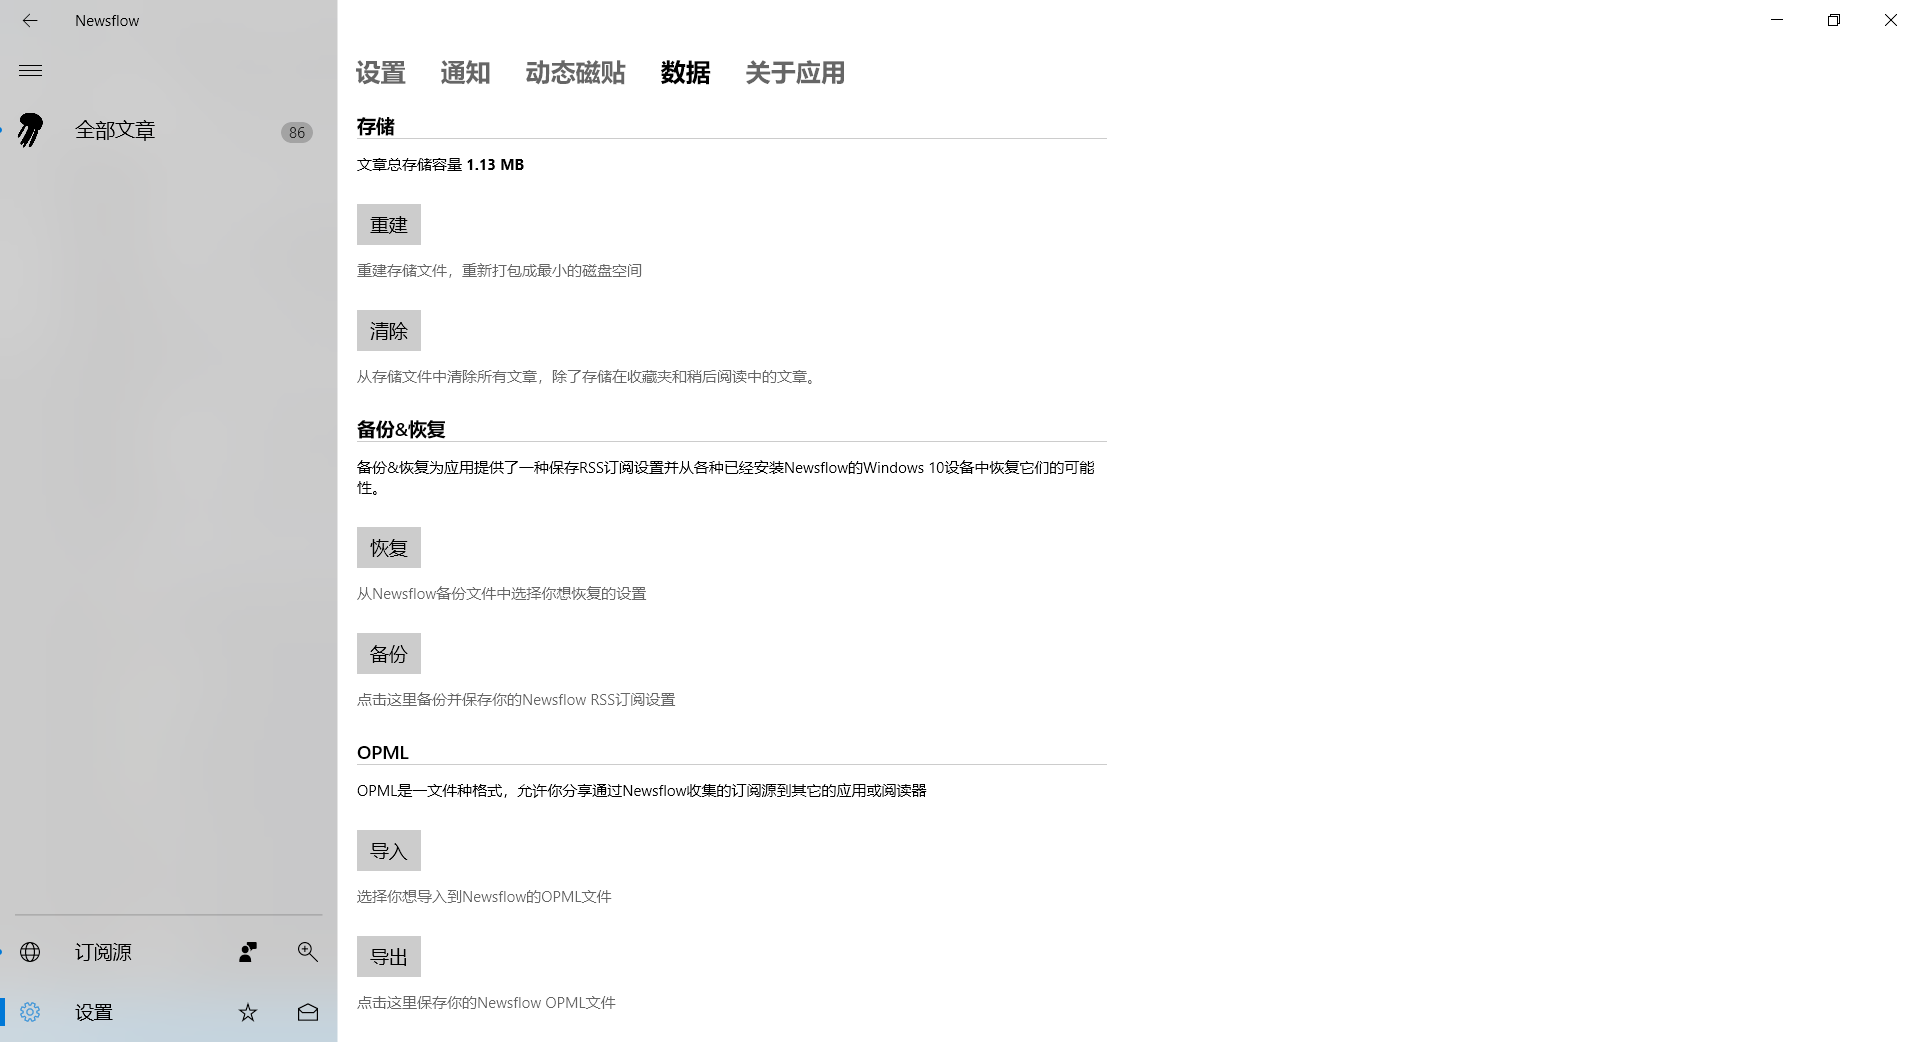 Newsflow
全部文章
86
订阅源
设置
设置 通知 动态磁贴 数据 关于应用
存储
文章总存储容量 1.13 MB
重建
重建存储文件，重新打包成最小的磁盘空间
清除
从存储文件中清除所有文章，除了存储在收藏夹和稍后阅读中的文章。
备份&恢复
备份&恢复为应用提供了一种保存RSS订阅设置并从各种已经安装Newsflow的Windows 10设备中恢复它们的可能
性。
恢复
从Newsflow备份文件中选择你想恢复的设置
备份
点击这里备份并保存你的Newsflow RSS订阅设置
OPML
OPML是一文件种格式，允许你分享通过Newsflow收集的订阅源到其它的应用或阅读器
导入
选择你想导入到Newsflow的OPML文件
导出
点击这里保存你的Newsflow OPML文件